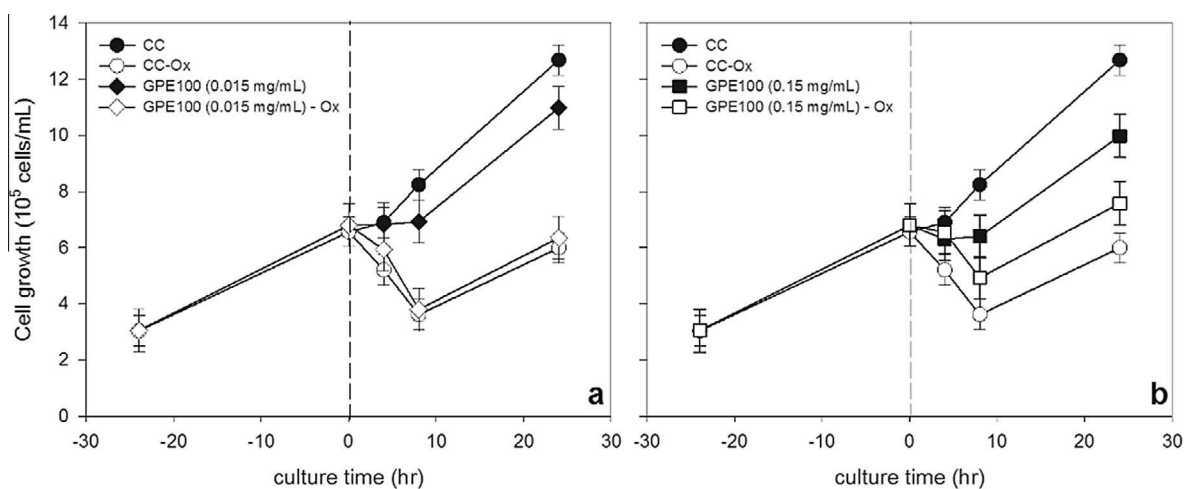 14
12
10
8
6
4
2
0
Cell growth (10⁵ cells/mL)
CC
CC-Ox
GPE100 (0.015 mg/mL)
GPE100 (0.015 mg/mL) - Ox
a
-30 -20 -10 0 10 20 30
culture time (hr)
CC
CC-Ox
GPE100 (0.15 mg/mL)
GPE100 (0.15 mg/mL) - Ox
b
-30 -20 -10 0 10 20 30
culture time (hr)